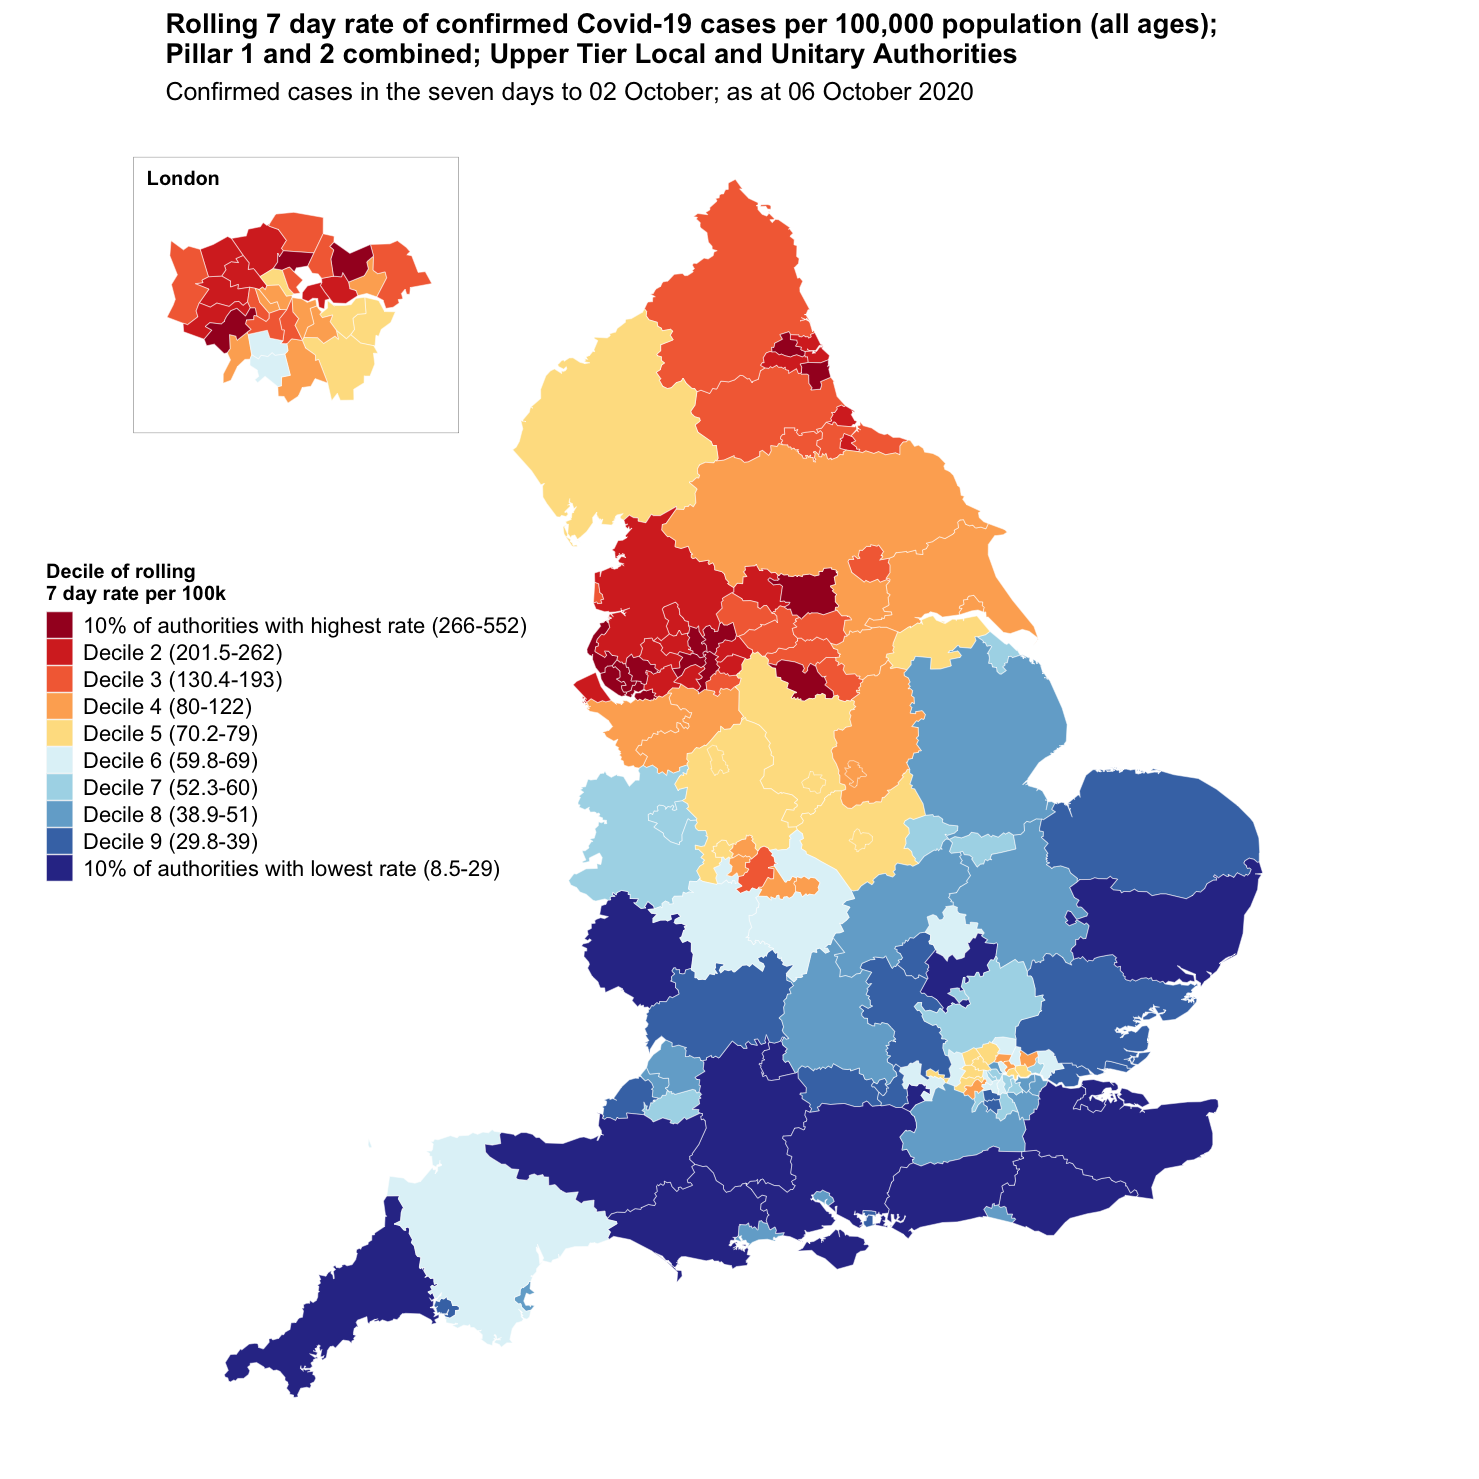 Rolling 7 day rate of confirmed Covid-19 cases per 100,000 population (all ages);
Pillar 1 and 2 combined; Upper Tier Local and Unitary Authorities
Confirmed cases in the seven days to 02 October; as at 06 October 2020
London
Decile of rolling
7 day rate per 100k
10% of authorities with highest rate (266-552)
Decile 2 (201.5-262)
Decile 3 (130.4-193)
Decile 4 (80-122)
Decile 5 (70.2-79)
Decile 6 (59.8-69)
Decile 7 (52.3-60)
Decile 8 (38.9-51)
Decile 9 (29.8-39)
10% of authorities with lowest rate (8.5-29)